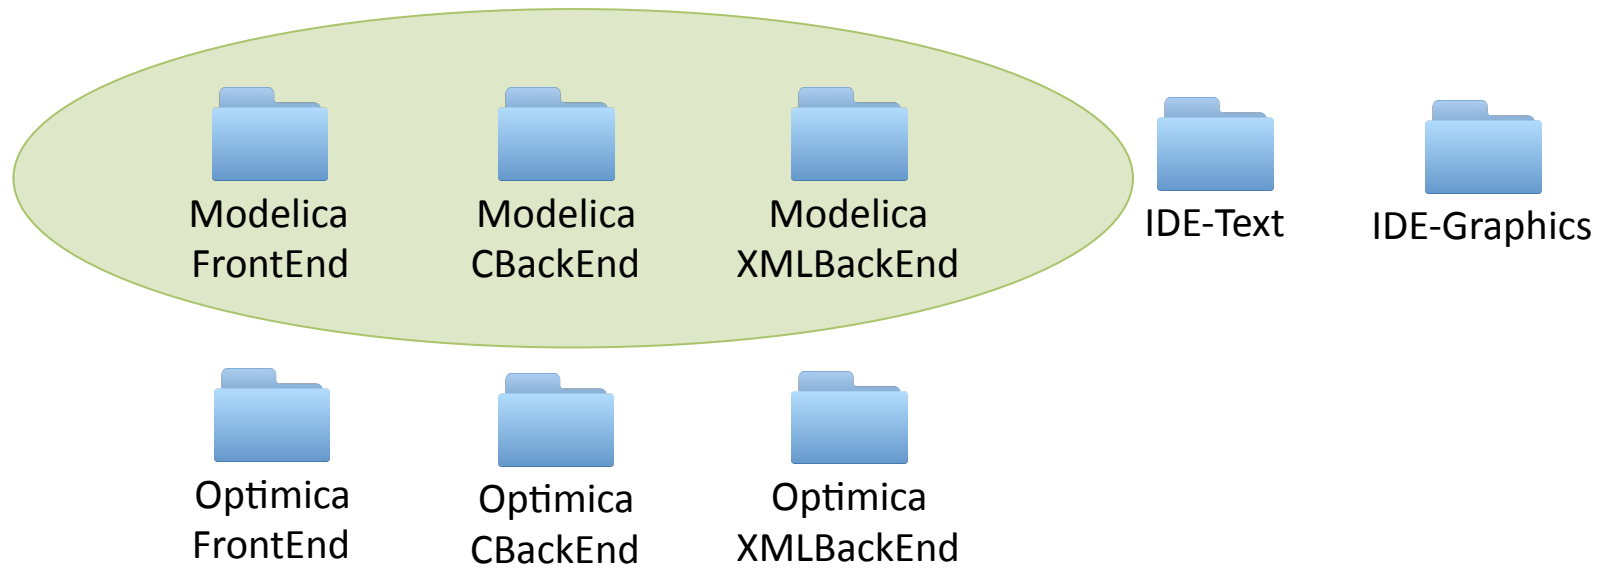 Modelica
FrontEnd
Modelica
CBackEnd
Modelica
XMLBackEnd
IDE-Text
IDE-Graphics
Optimica
FrontEnd
Optimica
CBackEnd
Optimica
XMLBackEnd